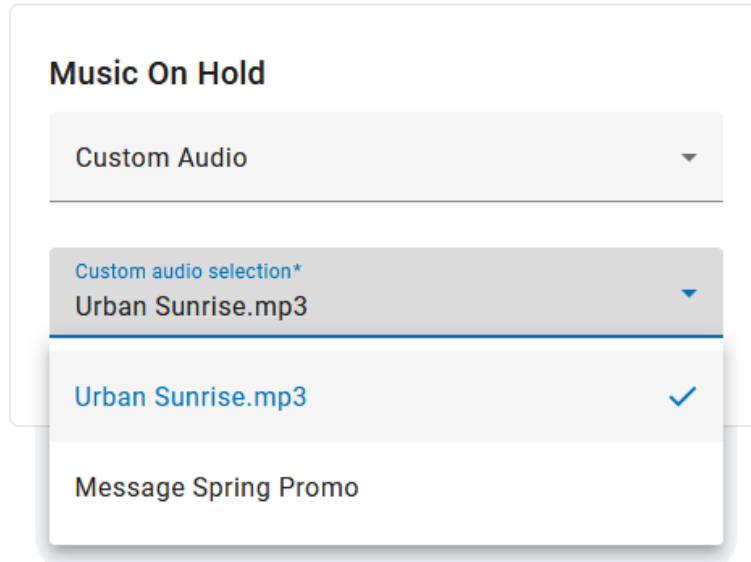 Music On Hold
Custom Audio
Custom audio selection*
Urban Sunrise.mp3
Urban Sunrise.mp3
Message Spring Promo